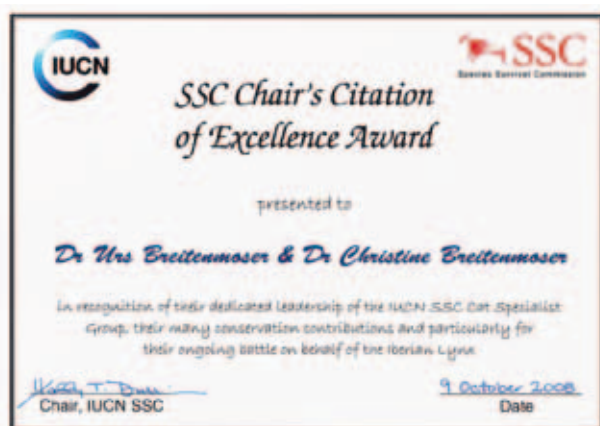 IUCN
SSC
Species Survival Commission
SSC Chair's Citation
of Excellence Award
presented to
Dr Urs Breitenmoser & Dr Christine Breitenmoser
in recognition of their dedicated leadership of the IUCN SSC Cat Specialist
Group, their many conservation contributions and particularly for
their ongoing battle on behalf of the Iberian Lynx
9 October 2008
Chair, IUCN SSC
Date